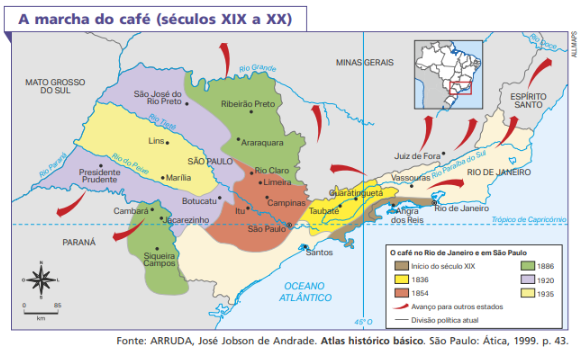 A marcha do café (séculos XIX a XX)
ALLMAPS
Rio Doce
Rio Grande
MINAS GERAIS
MATO GROSSO
DO SUL
ESPÍRITO
SANTO
São José do
Rio Preto
Ribeirão Preto
Rio Tietê
Lins
Araraquara
Juiz de Fora
Rio Paraíba do Sul
RIO DE JANEIRO
Rio Paraná
Rio do Peixe
SÃO PAULO
Rio Claro
Limeira
Vassouras
Presidente
Prudente
Marília
Guaratinguetá
Botucatu
Campinas
Cambará
Itu
Taubaté
Angra
dos Reis
Rio de Janeiro
Jacarezinho
São Paulo
Trópico de Capricórnio
PARANÁ
Santos
Siqueira
Campos
OCEANO
ATLÂNTICO
O café no Rio de Janeiro e em São Paulo
Início do século XIX
1836
1854
1886
1920
1935
Avanço para outros estados
Divisão política atual
0 85
km
45° O
Fonte: ARRUDA, José Jobson de Andrade. Atlas histórico básico. São Paulo: Ática, 1999. p. 43.